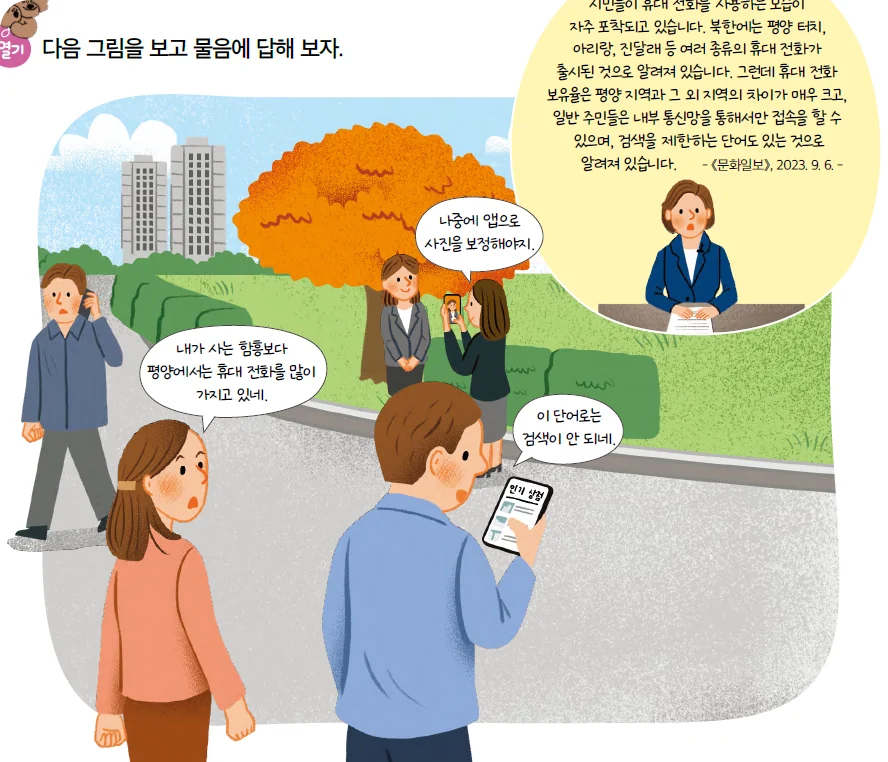 열기
다음 그림을 보고 물음에 답해 보자.
시민들이 휴대 전화를 사용하는 모습이
자주 포착되고 있습니다. 북한에는 평양 터치,
아리랑, 진달래 등 여러 종류의 휴대 전화가
출시된 것으로 알려져 있습니다. 그런데 휴대 전화
보유율은 평양 지역과 그 외 지역의 차이가 매우 크고,
일반 주민들은 내부 통신망을 통해서만 접속을 할 수
있으며, 검색을 제한하는 단어도 있는 것으로
알려져 있습니다. -《문화일보》, 2023. 9. 6. -
나중에 앱으로
사진을 보정해야지.
내가 사는 함흥보다
평양에서는 휴대 전화를 많이
가지고 있네.
이 단어로는
검색이 안 되네.
인기 상점